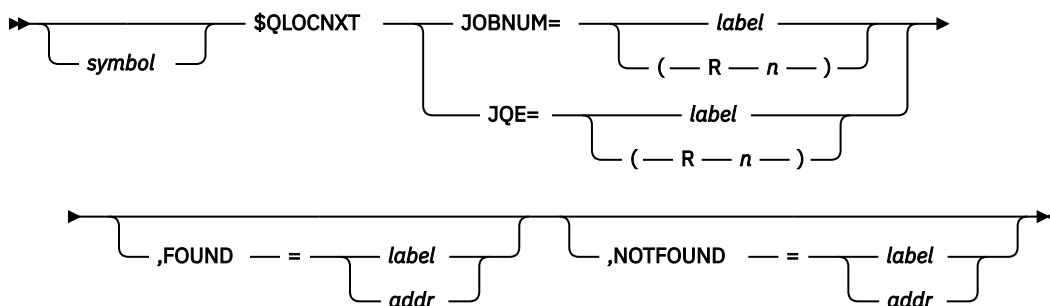 $QLOCNXT JOBNUM= label
symbol ( R n )
JQE= label
( R n )
,FOUND = label ,NOTFOUND = label
addr addr